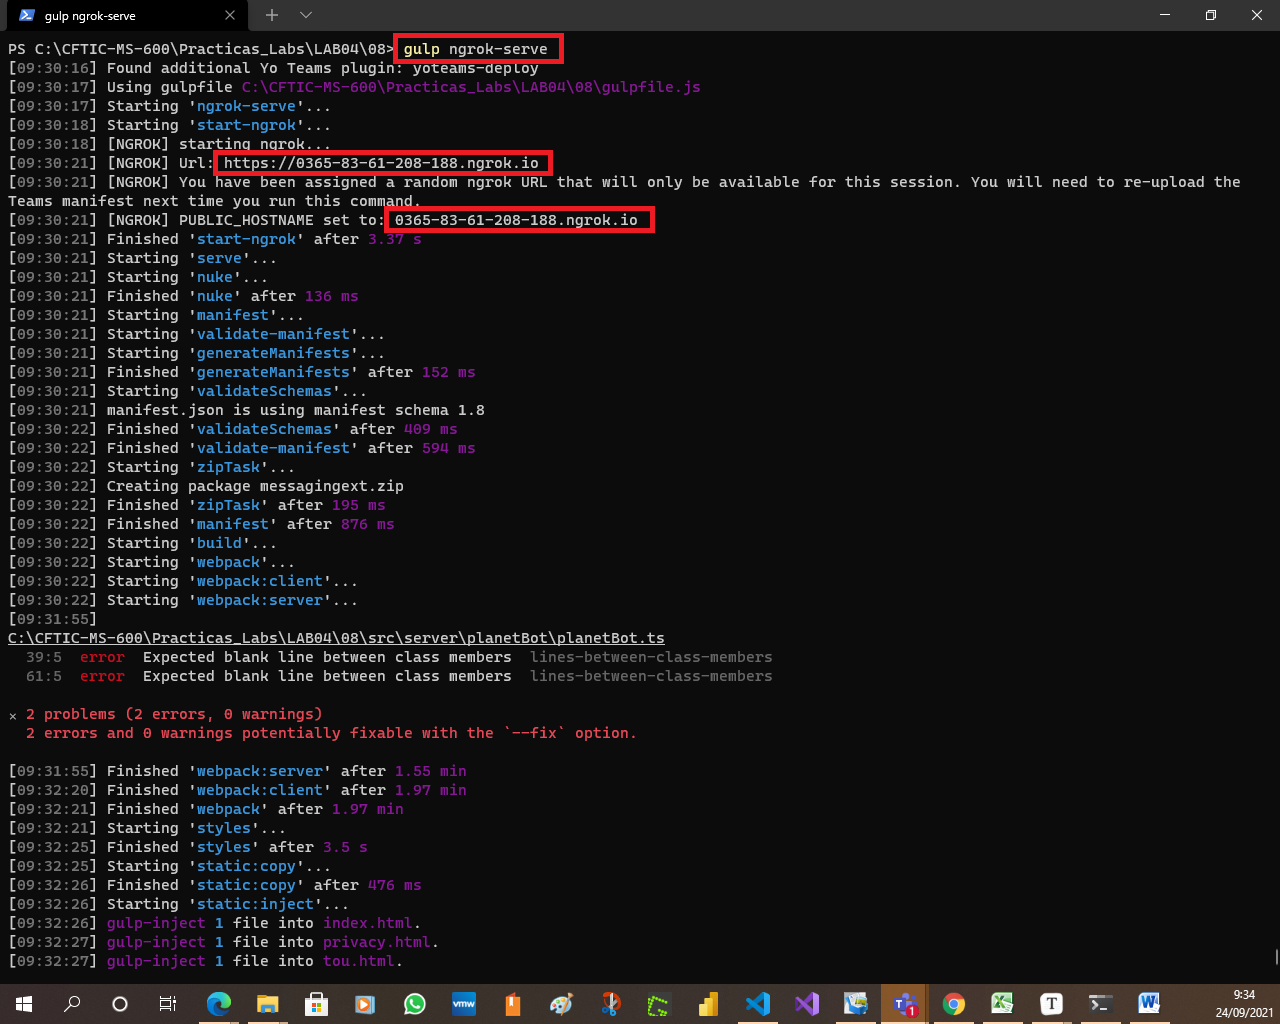 gulp ngrok-serve
PS C:\CFTIC-MS-600\Practicas_Labs\LAB04\08> gulp ngrok-serve
[09:30:16] Found additional Yo Teams plugin: yoteams-deploy
[09:30:17] Using gulpfile C:\CFTIC-MS-600\Practicas_Labs\LAB04\08\gulpfile.js
[09:30:17] Starting 'ngrok-serve'...
[09:30:18] Starting 'start-ngrok'...
[09:30:18] [NGROK] starting ngrok...
[09:30:21] [NGROK] Url: https://0365-83-61-208-188.ngrok.io
[09:30:21] [NGROK] You have been assigned a random ngrok URL that will only be available for this session. You will need to re-upload the
Teams manifest next time you run this command.
[09:30:21] [NGROK] PUBLIC_HOSTNAME set to: 0365-83-61-208-188.ngrok.io
[09:30:21] Finished 'start-ngrok' after 3.37 s
[09:30:21] Starting 'serve'...
[09:30:21] Starting 'nuke'...
[09:30:21] Finished 'nuke' after 136 ms
[09:30:21] Starting 'manifest'...
[09:30:21] Starting 'validate-manifest'...
[09:30:21] Starting 'generateManifests'...
[09:30:21] Finished 'generateManifests' after 152 ms
[09:30:21] Starting 'validateSchemas'...
[09:30:21] manifest.json is using manifest schema 1.8
[09:30:22] Finished 'validateSchemas' after 409 ms
[09:30:22] Finished 'validate-manifest' after 594 ms
[09:30:22] Starting 'zipTask'...
[09:30:22] Creating package messagingext.zip
[09:30:22] Finished 'zipTask' after 195 ms
[09:30:22] Finished 'manifest' after 876 ms
[09:30:22] Starting 'build'...
[09:30:22] Starting 'webpack'...
[09:30:22] Starting 'webpack:client'...
[09:30:22] Starting 'webpack:server'...
[09:31:55]
C:\CFTIC-MS-600\Practicas_Labs\LAB04\08\src\server\planetBot\planetBot.ts
39:5 error Expected blank line between class members lines-between-class-members
61:5 error Expected blank line between class members lines-between-class-members
× 2 problems (2 errors, 0 warnings)
2 errors and 0 warnings potentially fixable with the `--fix` option.
[09:31:55] Finished 'webpack:server' after 1.55 min
[09:32:20] Finished 'webpack:client' after 1.97 min
[09:32:21] Finished 'webpack' after 1.97 min
[09:32:21] Starting 'styles'...
[09:32:25] Finished 'styles' after 3.5 s
[09:32:25] Starting 'static:copy'...
[09:32:26] Finished 'static:copy' after 476 ms
[09:32:26] Starting 'static:inject'...
[09:32:26] gulp-inject 1 file into index.html.
[09:32:27] gulp-inject 1 file into privacy.html.
[09:32:27] gulp-inject 1 file into tou.html.
vmw
T
1
T
W
9:34
24/09/2021